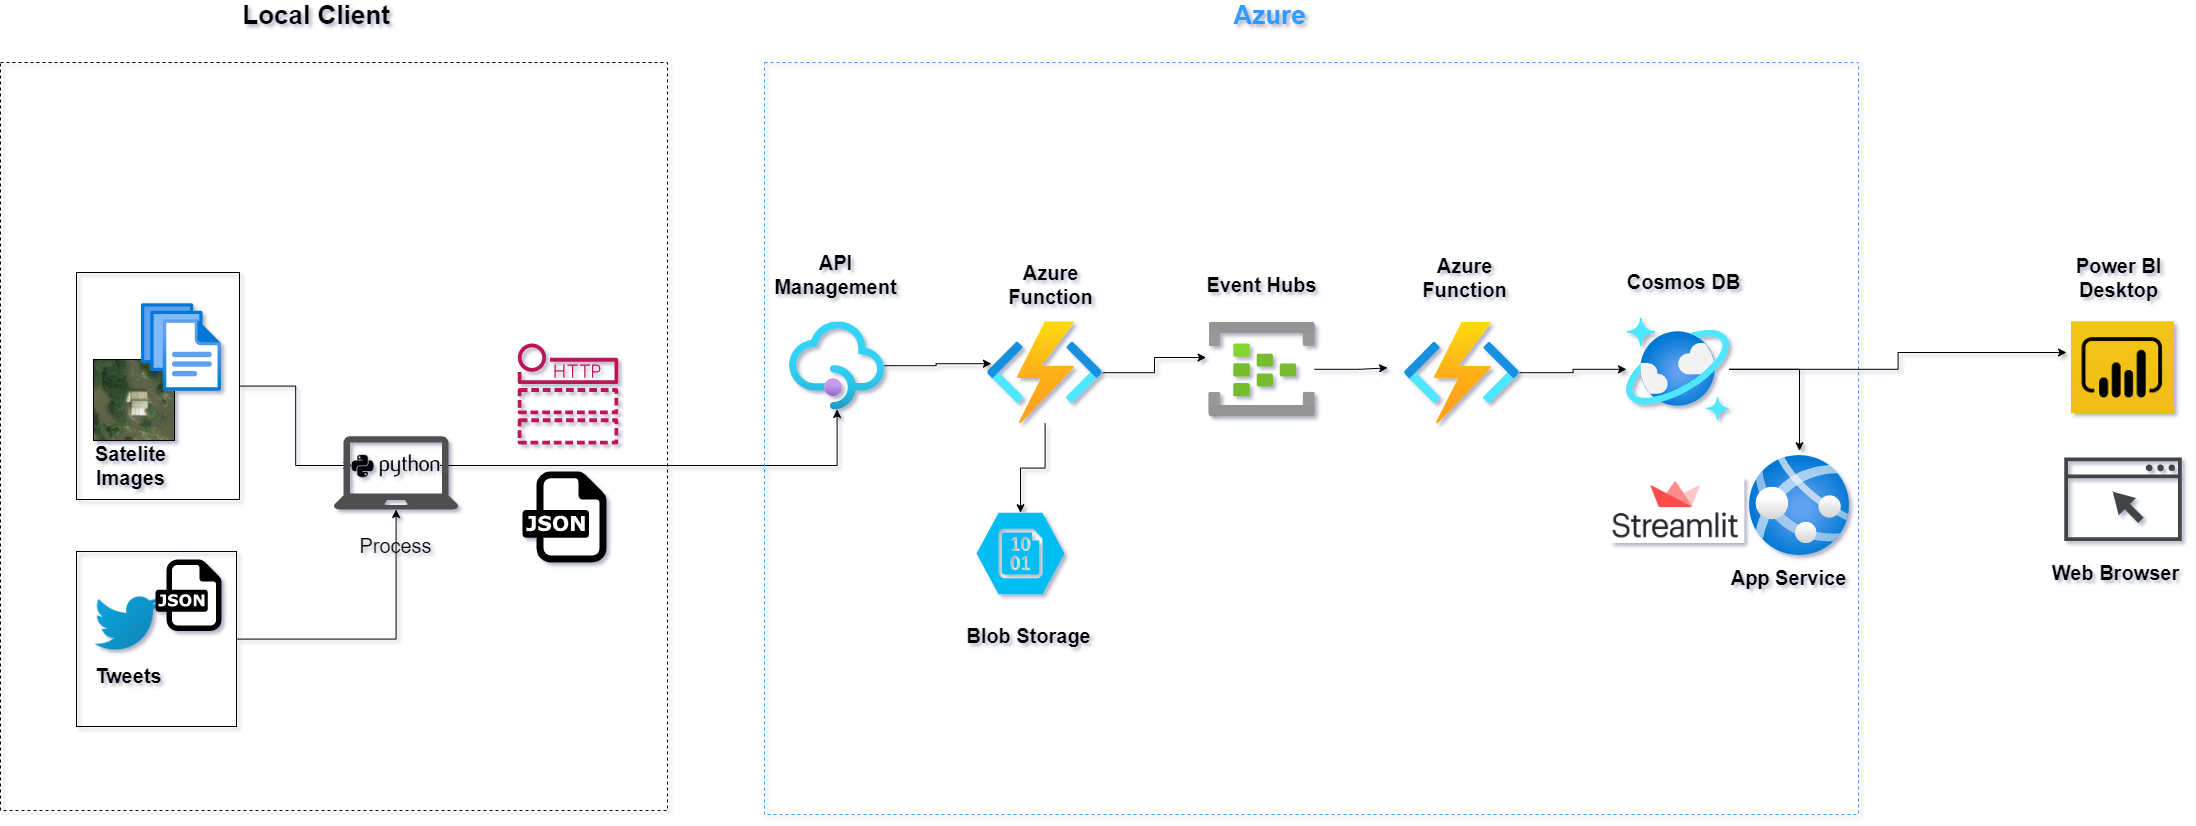 Local Client
Azure
API
Management
Azure
Function
Event Hubs
Azure
Function
Cosmos DB
Power BI
Desktop
HTTP
Satelite
Images
python
JSON
Process
JSON
Tweets
10
01
Blob Storage
Streamlit
App Service
Web Browser